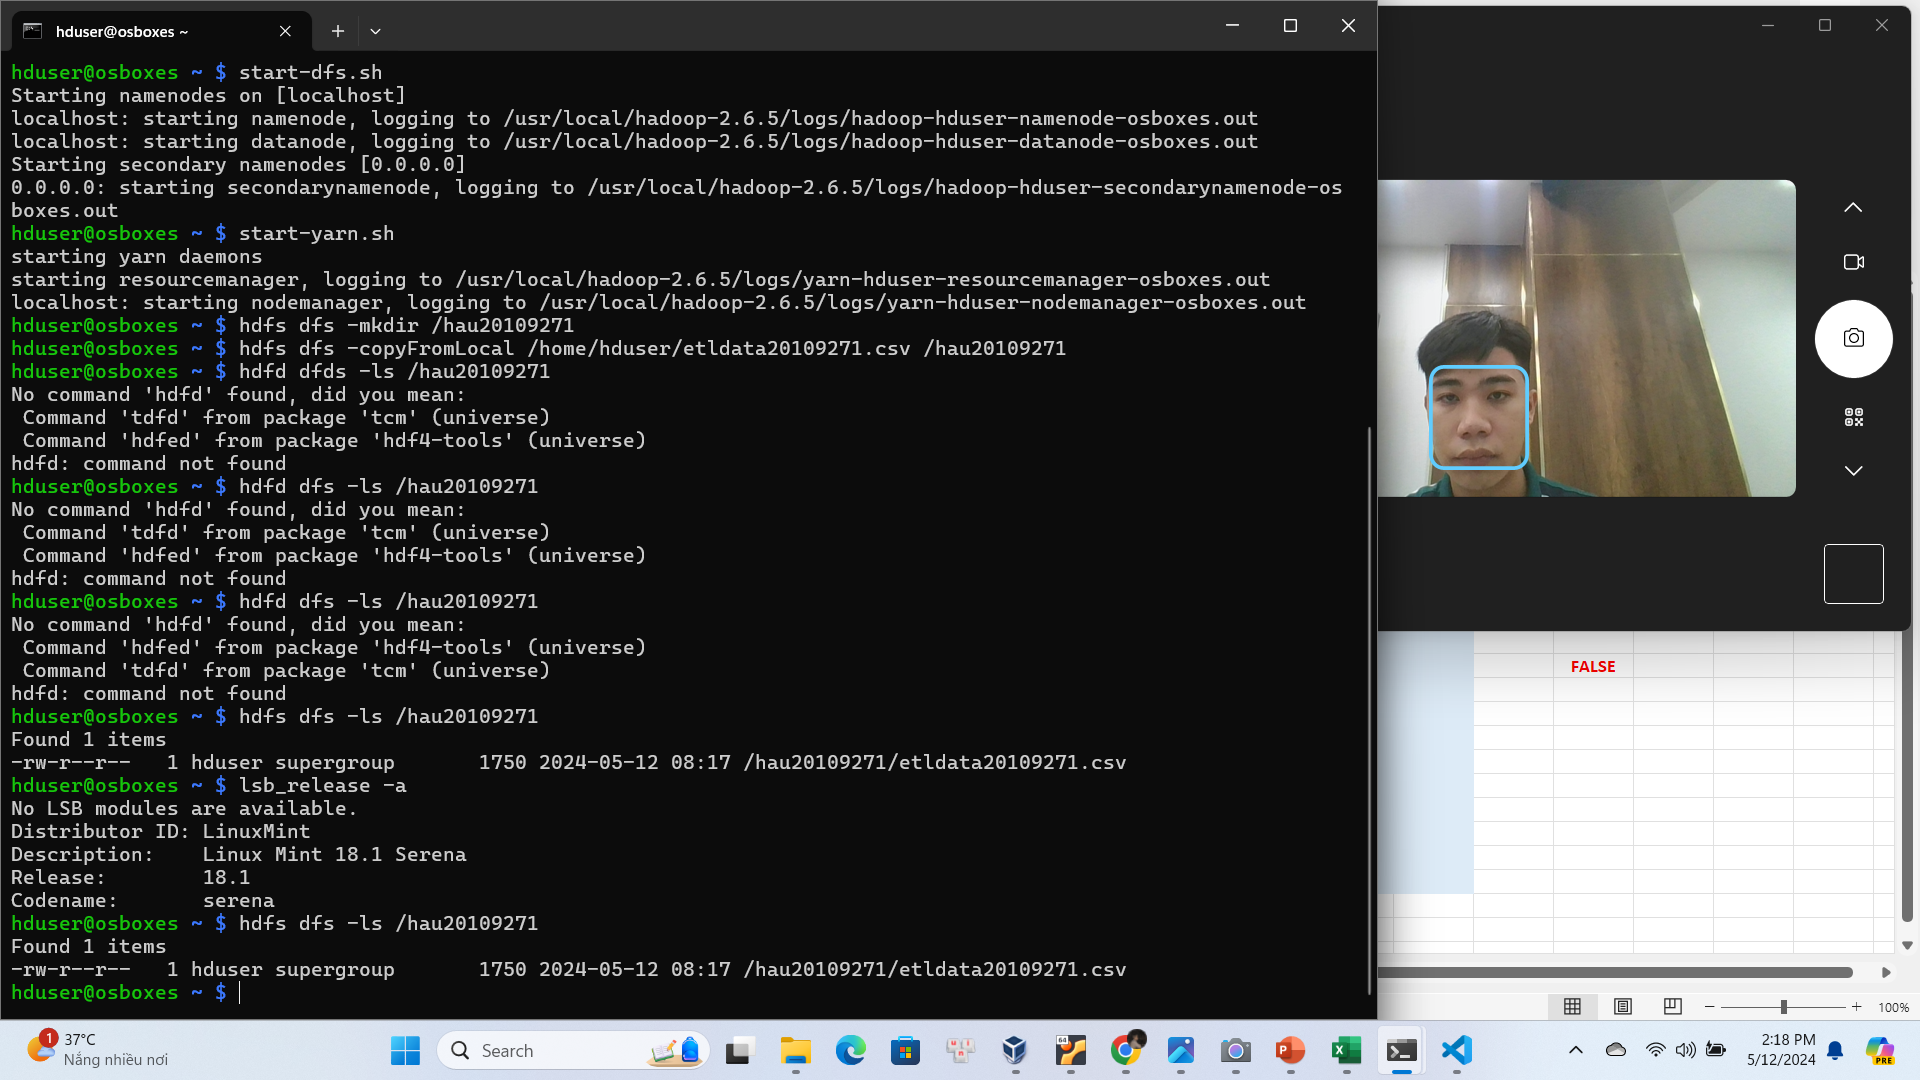 hduser@osboxes ~
hduser@osboxes ~ $ start-dfs.sh
Starting namenodes on [localhost]
localhost: starting namenode, logging to /usr/local/hadoop-2.6.5/logs/hadoop-hduser-namenode-osboxes.out
localhost: starting datanode, logging to /usr/local/hadoop-2.6.5/logs/hadoop-hduser-datanode-osboxes.out
Starting secondary namenodes [0.0.0.0]
0.0.0.0: starting secondarynamenode, logging to /usr/local/hadoop-2.6.5/logs/hadoop-hduser-secondarynamenode-os
boxes.out
hduser@osboxes ~ $ start-yarn.sh
starting yarn daemons
starting resourcemanager, logging to /usr/local/hadoop-2.6.5/logs/yarn-hduser-resourcemanager-osboxes.out
localhost: starting nodemanager, logging to /usr/local/hadoop-2.6.5/logs/yarn-hduser-nodemanager-osboxes.out
hduser@osboxes ~ $ hdfs dfs -mkdir /hau20109271
hduser@osboxes ~ $ hdfs dfs -copyFromLocal /home/hduser/etldata20109271.csv /hau20109271
hduser@osboxes ~ $ hdfd dfds -ls /hau20109271
No command 'hdfd' found, did you mean:
 Command 'tdfd' from package 'tcm' (universe)
 Command 'hdfed' from package 'hdf4-tools' (universe)
hdfd: command not found
hduser@osboxes ~ $ hdfd dfs -ls /hau20109271
No command 'hdfd' found, did you mean:
 Command 'tdfd' from package 'tcm' (universe)
 Command 'hdfed' from package 'hdf4-tools' (universe)
hdfd: command not found
hduser@osboxes ~ $ hdfd dfs -ls /hau20109271
No command 'hdfd' found, did you mean:
 Command 'hdfed' from package 'hdf4-tools' (universe)
 Command 'tdfd' from package 'tcm' (universe)
hdfd: command not found
hduser@osboxes ~ $ hdfs dfs -ls /hau20109271
Found 1 items
-rw-r--r--   1 hduser supergroup       1750 2024-05-12 08:17 /hau20109271/etldata20109271.csv
hduser@osboxes ~ $ lsb_release -a
No LSB modules are available.
Distributor ID: LinuxMint
Description:    Linux Mint 18.1 Serena
Release:        18.1
Codename:       serena
hduser@osboxes ~ $ hdfs dfs -ls /hau20109271
Found 1 items
-rw-r--r--   1 hduser supergroup       1750 2024-05-12 08:17 /hau20109271/etldata20109271.csv
hduser@osboxes ~ $
FALSE
100%
1
37°C
Nắng nhiều nơi
Search
64
PRE
2:18 PM
5/12/2024